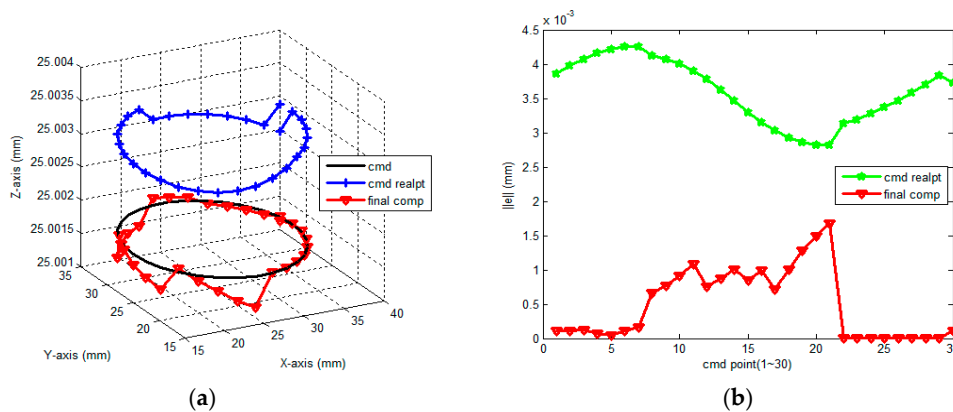 25.004
25.0035
25.003
25.0025
25.002
25.0015
25.001
Z-axis (mm)
35
30
25
20
15
Y-axis (mm)
15
20
25
30
35
40
X-axis (mm)
cmd
cmd realpt
final comp
(a)
x 10-3
4.5
4
3.5
3
2.5
2
1.5
1
0.5
0
||e|| (mm)
0
5
10
15
20
25
30
cmd point(1~30)
cmd realpt
final comp
(b)